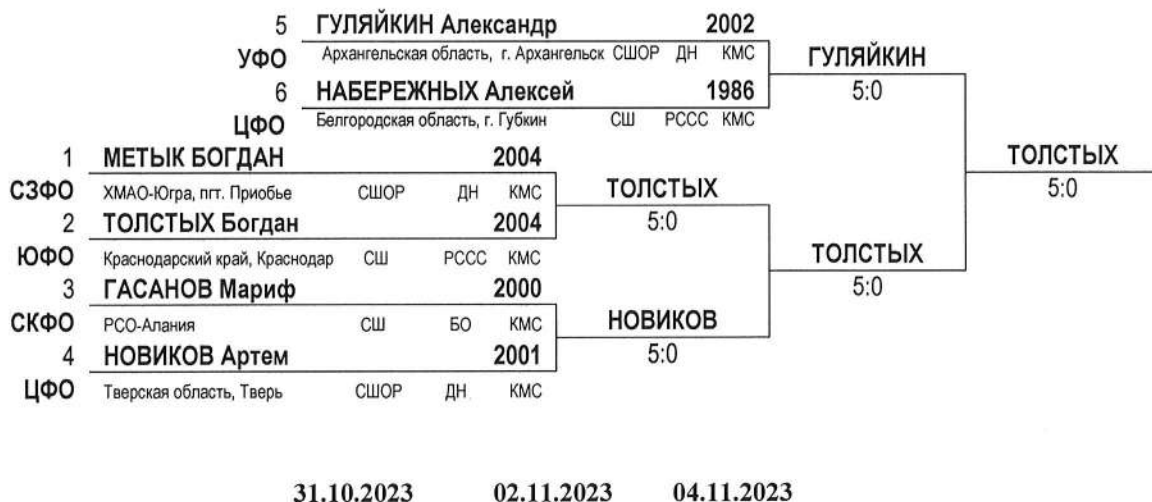 5 ГУЛЯЙКИН Александр 2002
УФО Архангельская область, г. Архангельск СШОР ДН КМС
ГУЛЯЙКИН
5:0
6 НАБЕРЕЖНЫХ Алексей 1986
ЦФО Белгородская область, г. Губкин СШ РССС КМС
1 МЕТЫК БОГДАН 2004
ТОЛСТЫХ
5:0
СЗФО ХМАО-Югра, пгт. Приобье СШОР ДН КМС
ТОЛСТЫХ
5:0
2 ТОЛСТЫХ Богдан 2004
ЮФО Краснодарский край, Краснодар СШ РССС КМС
ТОЛСТЫХ
5:0
3 ГАСАНОВ Мариф 2000
СКФО РСО-Алания СШ БО КМС
НОВИКОВ
5:0
4 НОВИКОВ Артем 2001
ЦФО Тверская область, Тверь СШОР ДН КМС
31.10.2023 02.11.2023 04.11.2023